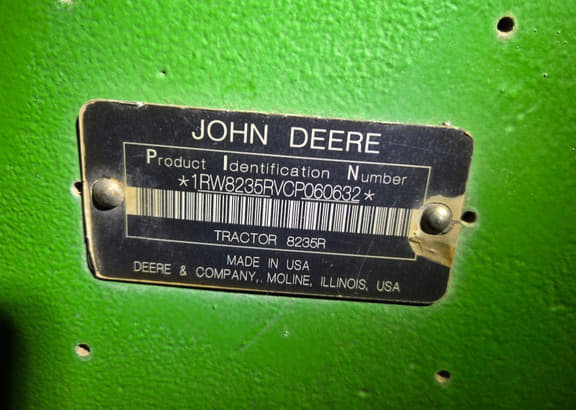 JOHN DEERE
Product Identification Number
*1RW8235RVCP060632*
TRACTOR 8235R
MADE IN USA
DEERE & COMPANY, MOLINE, ILLINOIS, USA